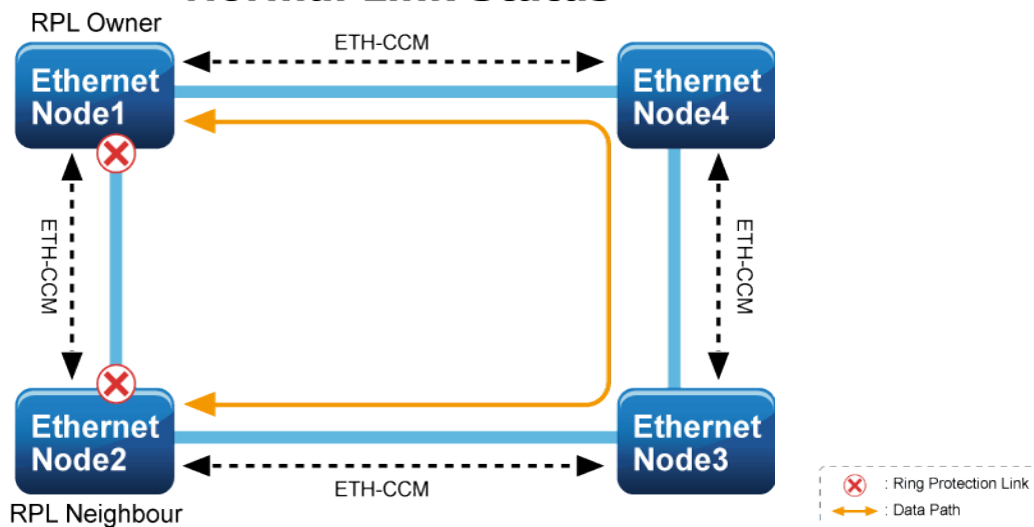 RPL Owner
ETH-CCM
Ethernet
Node1
Ethernet
Node4
ETH-CCM
ETH-CCM
Ethernet
Node2
Ethernet
Node3
ETH-CCM
RPL Neighbour
: Ring Protection Link
: Data Path